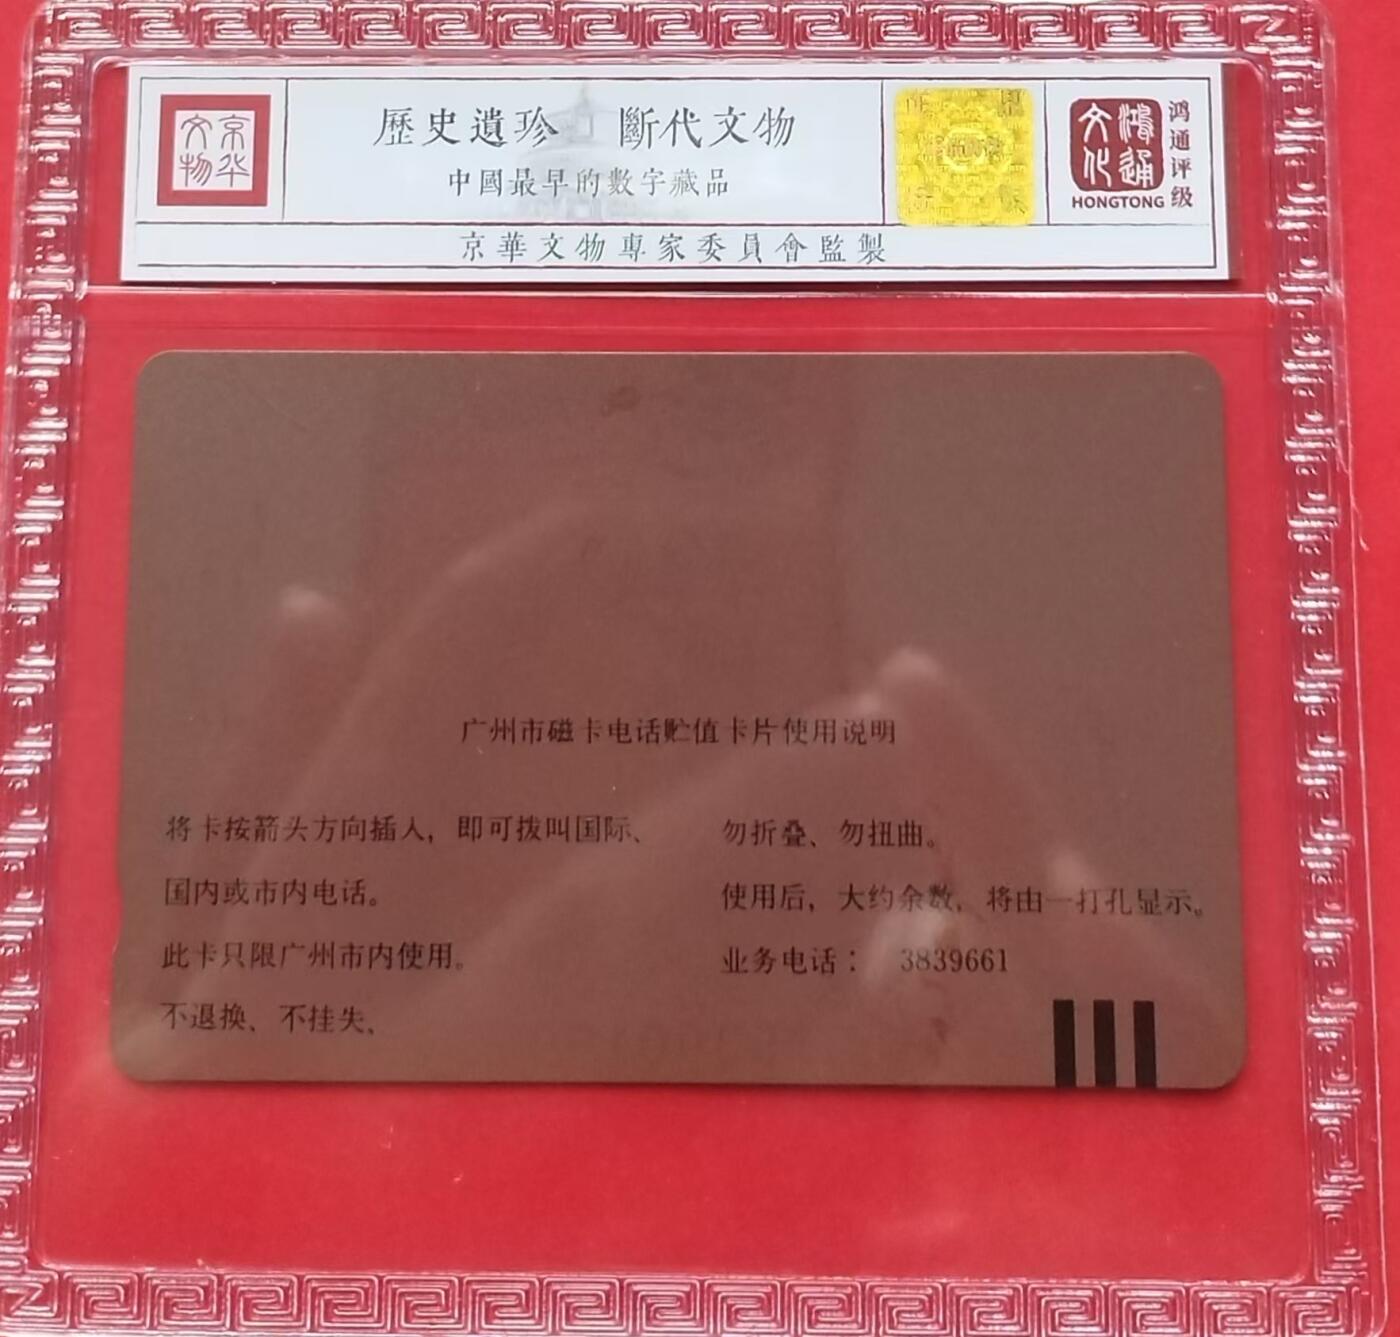 京华文物
歷史遺珍 斷代文物
中國最早的數字藏品
京華文物專家委員會監製
鸿通文化
HONGTONG
鸿通评级
广州市磁卡电话贮值卡片使用说明
将卡按箭头方向插入，即可拨叫国际、
国内或市内电话。
此卡只限广州市内使用。
不退换、不挂失、
勿折叠、勿扭曲。
使用后，大约余数，将由一打孔显示。
业务电话： 3839661